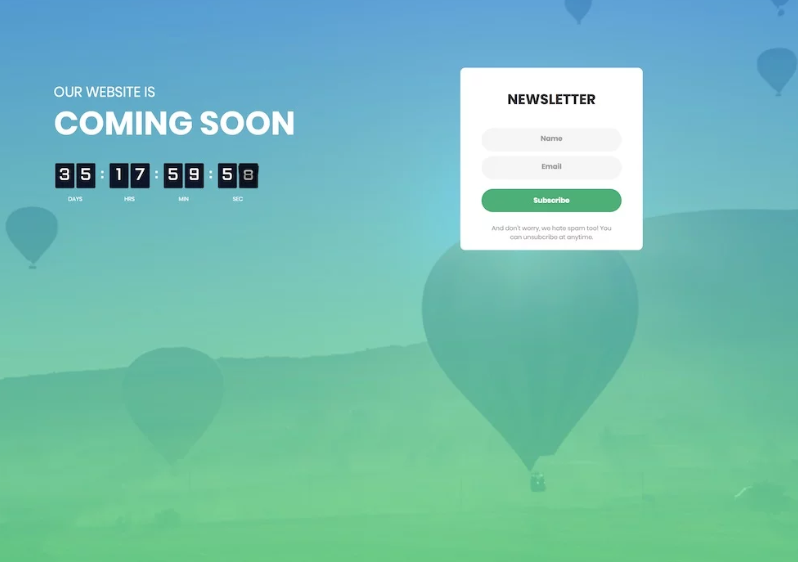 OUR WEBSITE IS
COMING SOON
35:17:59:58
DAYS HRS MIN SEC
NEWSLETTER
Name
Email
Subscribe
And don't worry, we hate spam too! You
can unsubcribe at anytime.